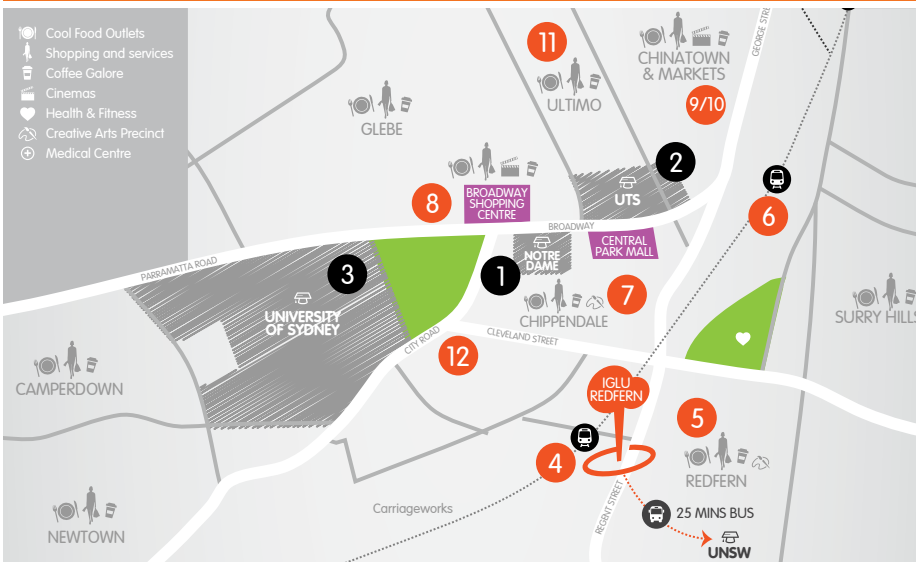 Cool Food Outlets
Shopping and services
Coffee Galore
Cinemas
Health & Fitness
Creative Arts Precinct
Medical Centre
11
GEORGE STRE
CHINATOWN
& MARKETS
ULTIMO
9/10
GLEBE
2
8
BROADWAY
SHOPPING
CENTRE
UTS
6
BROADWAY
CENTRAL
PARK MALL
NOTRE
DAME
PARRAMATTA ROAD
3
1
7
UNIVERSITY
OF SYDNEY
CHIPPENDALE
SURRY HILLS
CITY ROAD
CLEVELAND STREET
12
CAMPERDOWN
IGLU
REDFERN
5
4
REDFERN
REGENT STREET
Carriageworks
25 MINS BUS
NEWTOWN
UNSW